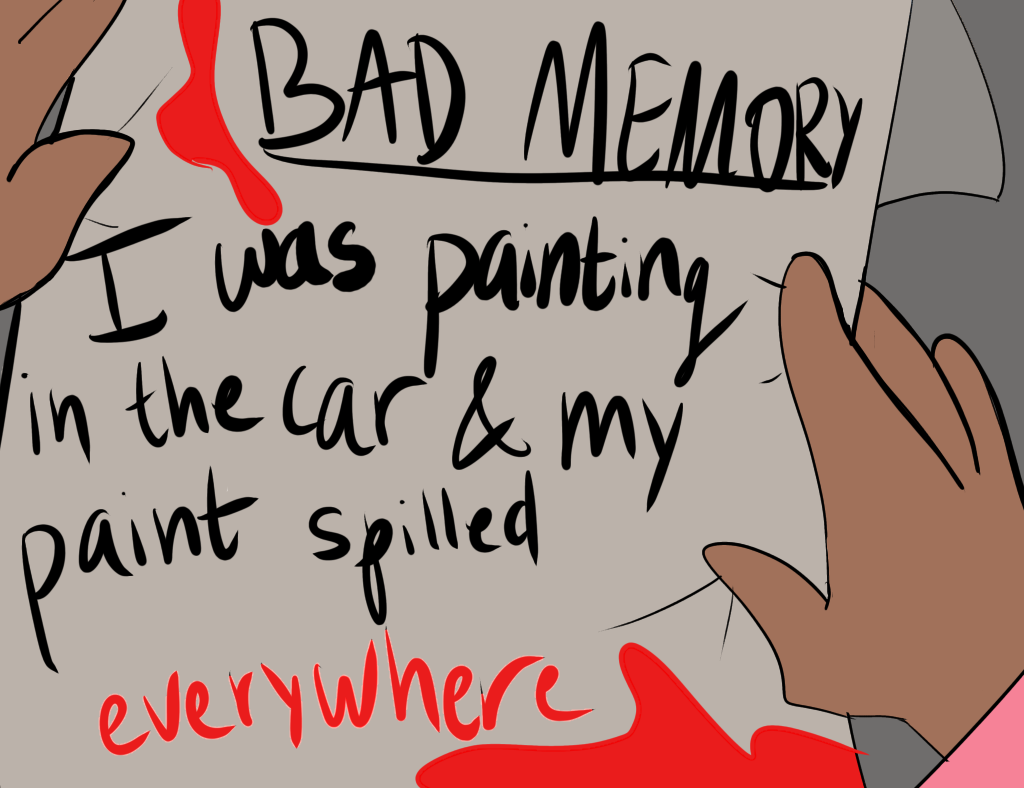 BAD MEMORY
I was painting
in the car & my
paint spilled
everywhere